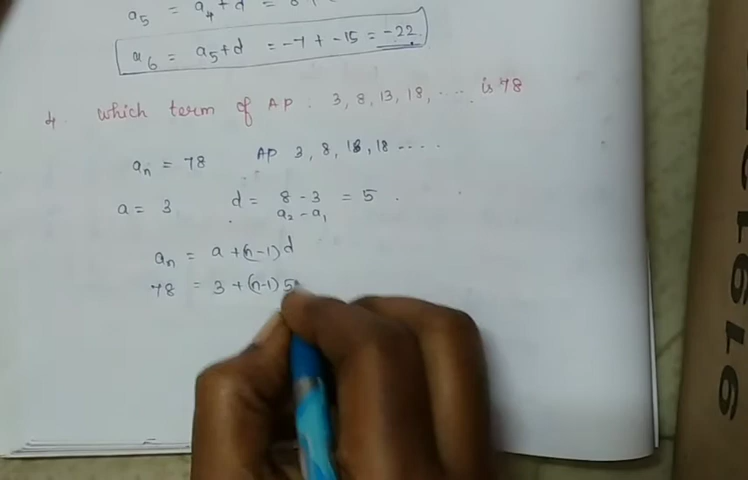 a5 = a4 + d =
a6 = a5+d = -7 + -15 = -22
4. Which term of AP : 3, 8, 13, 18, .... is 78
an = 78 AP 3, 8, 13, 18 ....
a = 3 d = 8 - 3 = 5 .
a2 - a1
an = a +(n-1) d
78 = 3 + (n-1) 5